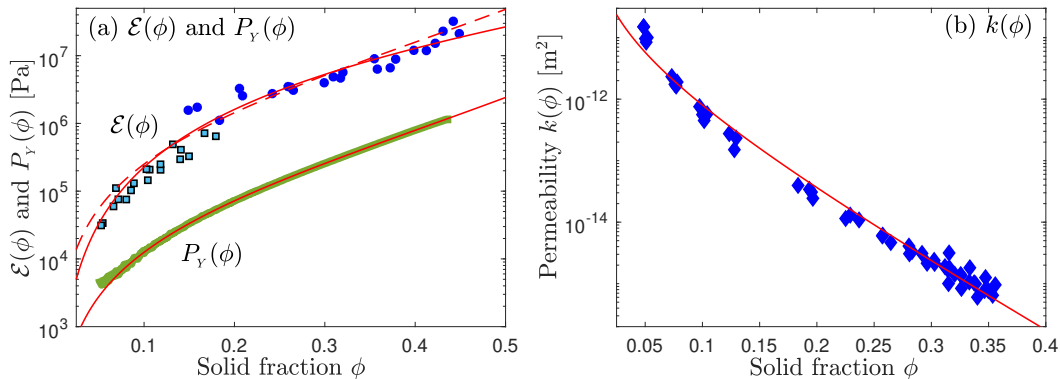 (a) ℰ(ϕ) and P_Y(ϕ)
ℰ(ϕ) and P_Y(ϕ) [Pa]
10^7
10^6
10^5
10^4
10^3
ℰ(ϕ)
P_Y(ϕ)
0.1 0.2 0.3 0.4 0.5
Solid fraction ϕ
(b) k(ϕ)
Permeability k(ϕ) [m^2]
10^-12
10^-14
0.05 0.1 0.15 0.2 0.25 0.3 0.35 0.4
Solid fraction ϕ